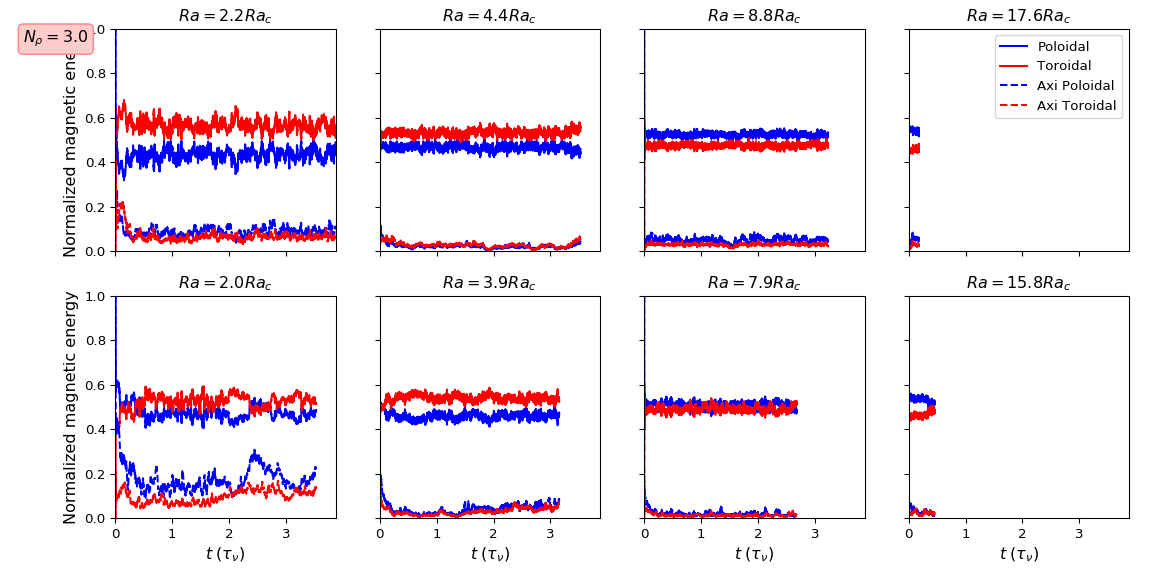 Ra = 2.2Ra_c
Ra = 4.4Ra_c
Ra = 8.8Ra_c
Ra = 17.6Ra_c
N_ρ = 3.0
Poloidal
Toroidal
Axi Poloidal
Axi Toroidal
Normalized magnetic
.0
0.8
0.6
0.4
0.2
0.0
0 1 2 3
Ra = 2.0Ra_c
Ra = 3.9Ra_c
Ra = 7.9Ra_c
Ra = 15.8Ra_c
Normalized magnetic energy
1.0
0.8
0.6
0.4
0.2
0.0
0 1 2 3
0 1 2 3
0 1 2 3
0 1 2 3
t (τ_ν)
t (τ_ν)
t (τ_ν)
t (τ_ν)